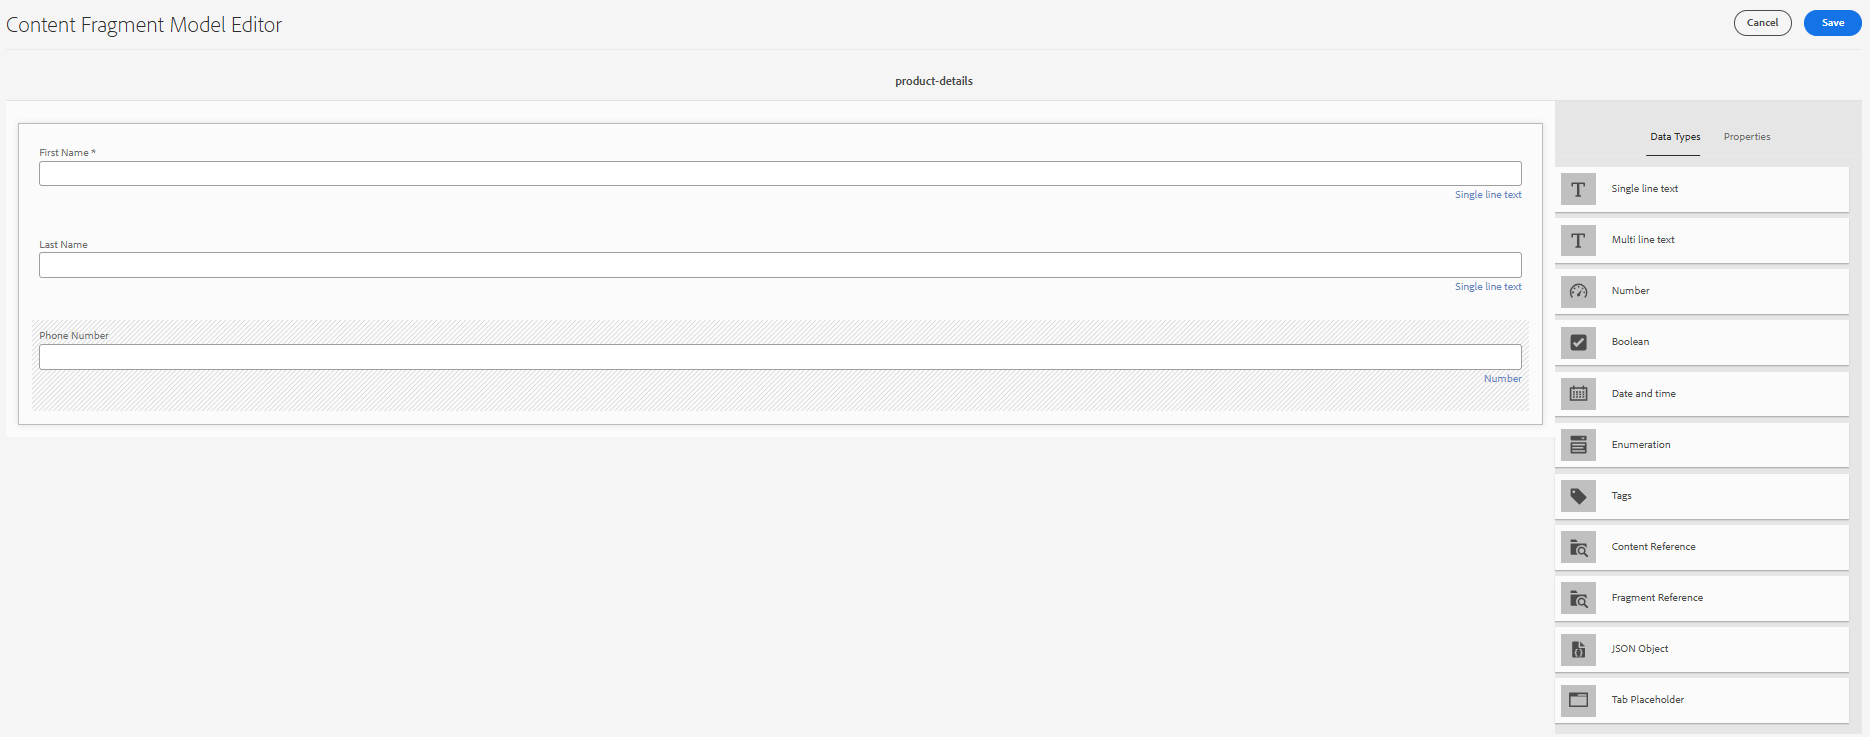 Content Fragment Model Editor
Cancel
Save
product-details
First Name *
Single line text
Last Name
Single line text
Phone Number
Number
Data Types
Properties
Single line text
Multi line text
Number
Boolean
Date and time
Enumeration
Tags
Content Reference
Fragment Reference
JSON Object
Tab Placeholder